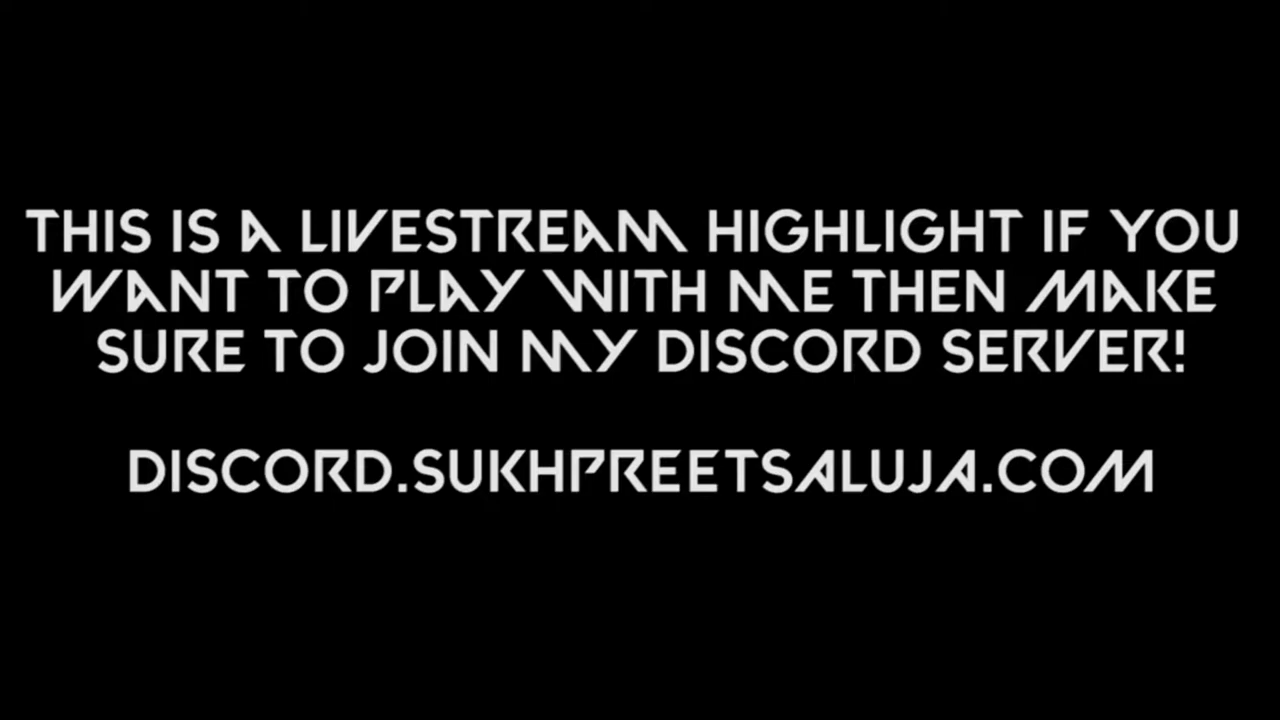 THIS IS A LIVESTREAM HIGHLIGHT IF YOU
WANT TO PLAY WITH ME THEN MAKE
SURE TO JOIN MY DISCORD SERVER!
DISCORD.SUKHPREETSALUJA.COM